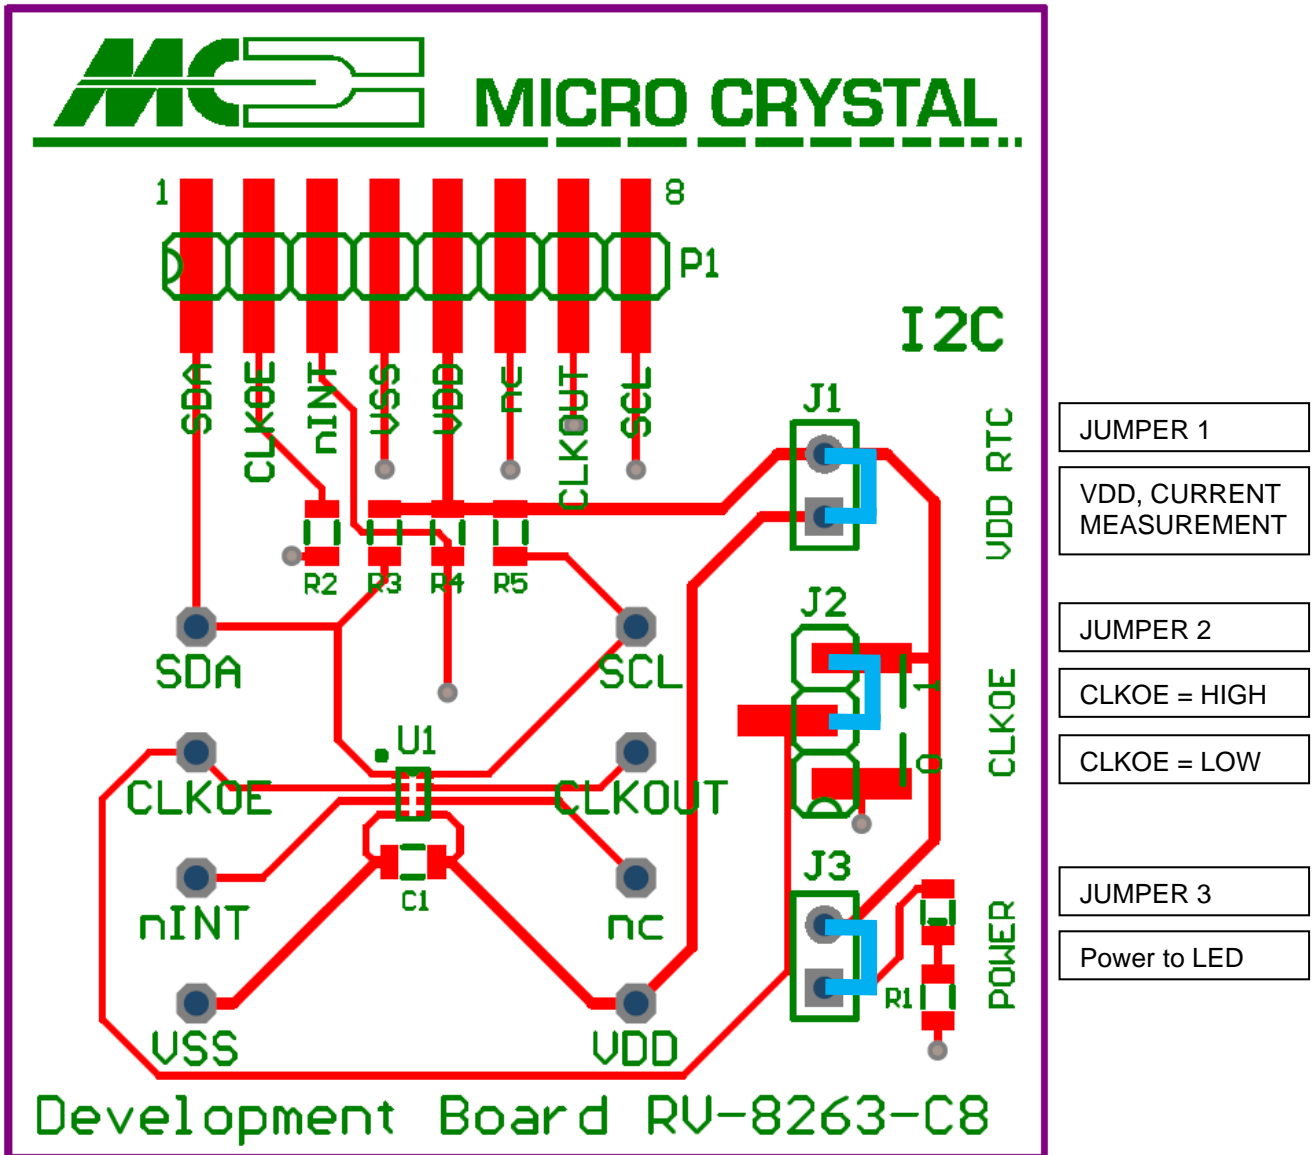 MICRO CRYSTAL
1
8
P1
I2C
SDA
CLKOE
nINT
VSS
VDD
nc
CLKOUT
SCL
J1
VDD RTC
JUMPER 1
VDD, CURRENT
MEASUREMENT
R2
R3
R4
R5
J2
JUMPER 2
SDA
SCL
1
CLKOE
CLKOE = HIGH
U1
0
CLKOE = LOW
CLKOE
CLKOUT
J3
JUMPER 3
C1
nINT
nc
POWER
Power to LED
R1
VSS
VDD
Development Board RV-8263-C8